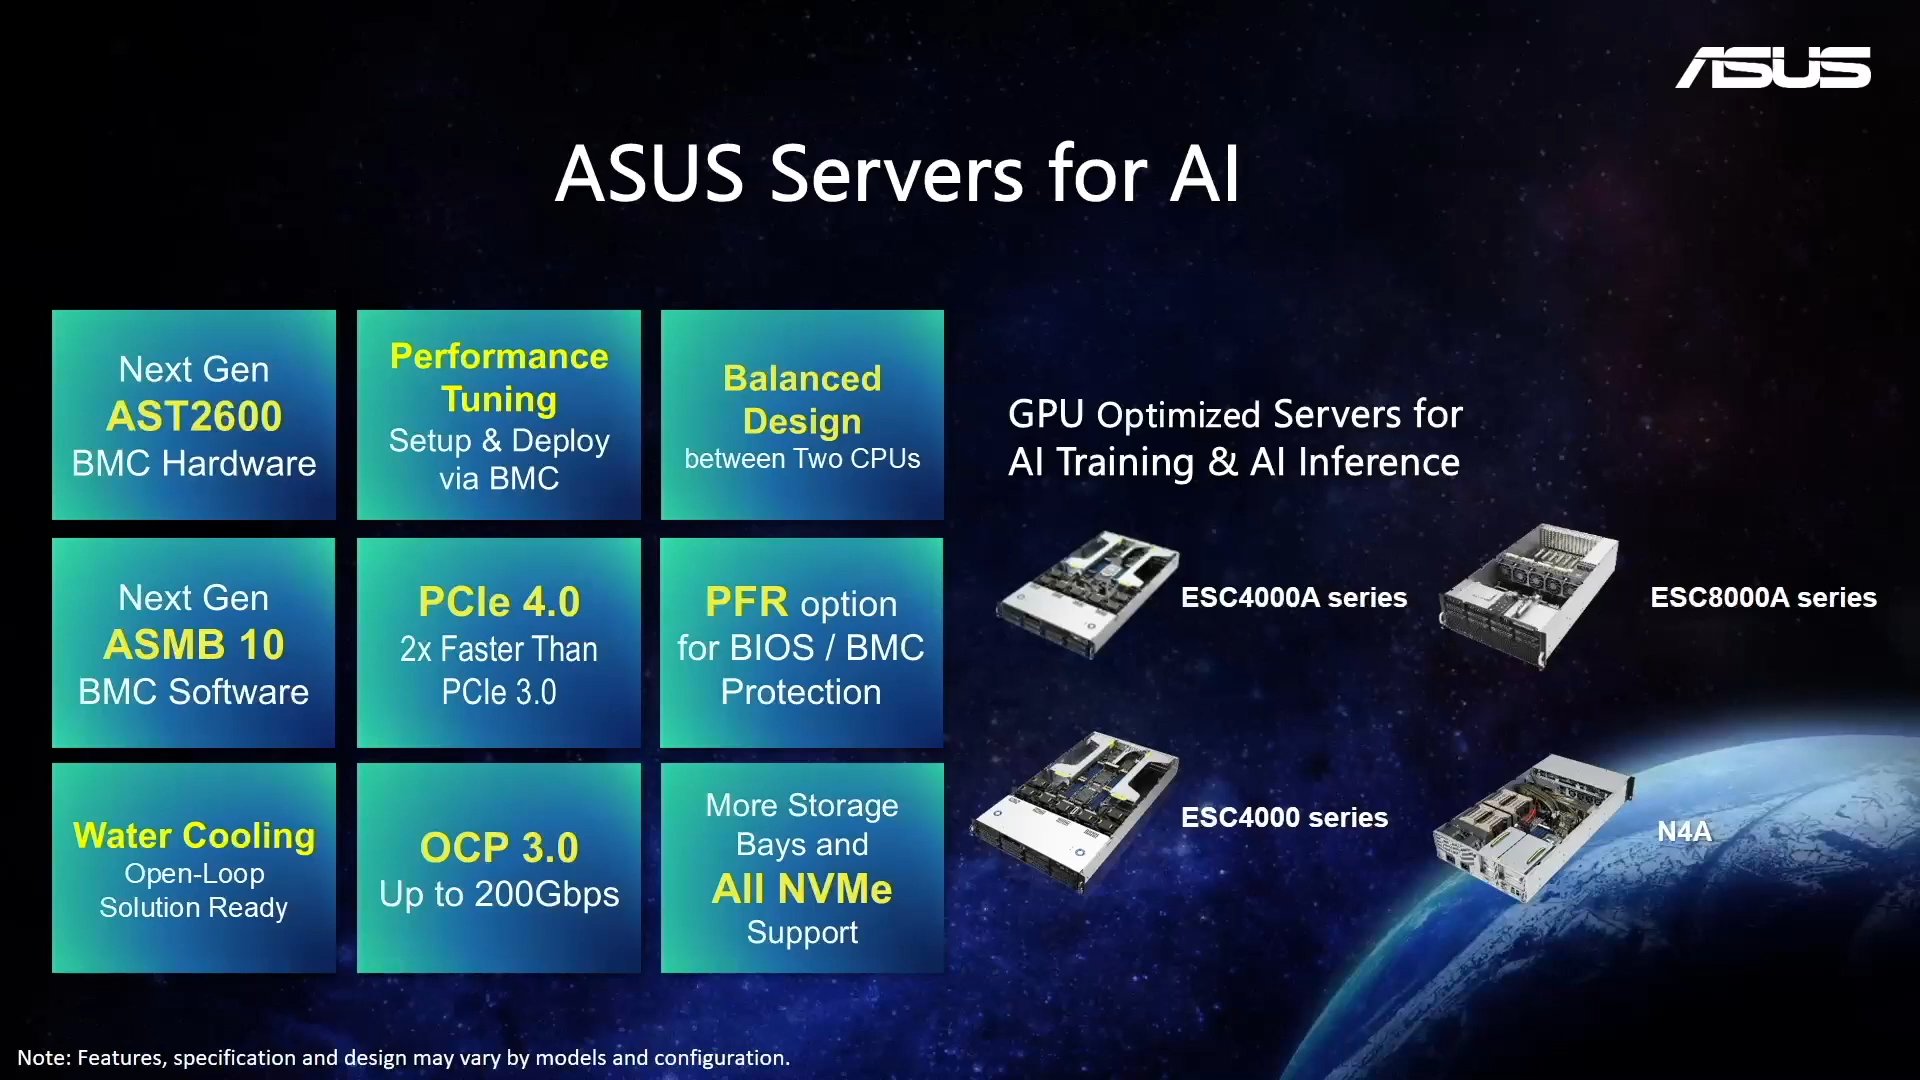 ASUS
ASUS Servers for AI
Next Gen
AST2600
BMC Hardware
Performance
Tuning
Setup & Deploy
via BMC
Balanced
Design
between Two CPUs
Next Gen
ASMB 10
BMC Software
PCIe 4.0
2x Faster Than
PCIe 3.0
PFR option
for BIOS / BMC
Protection
Water Cooling
Open-Loop
Solution Ready
OCP 3.0
Up to 200Gbps
More Storage
Bays and
All NVMe
Support
GPU Optimized Servers for
AI Training & AI Inference
ESC4000A series
ESC8000A series
ESC4000 series
N4A
Note: Features, specification and design may vary by models and configuration.